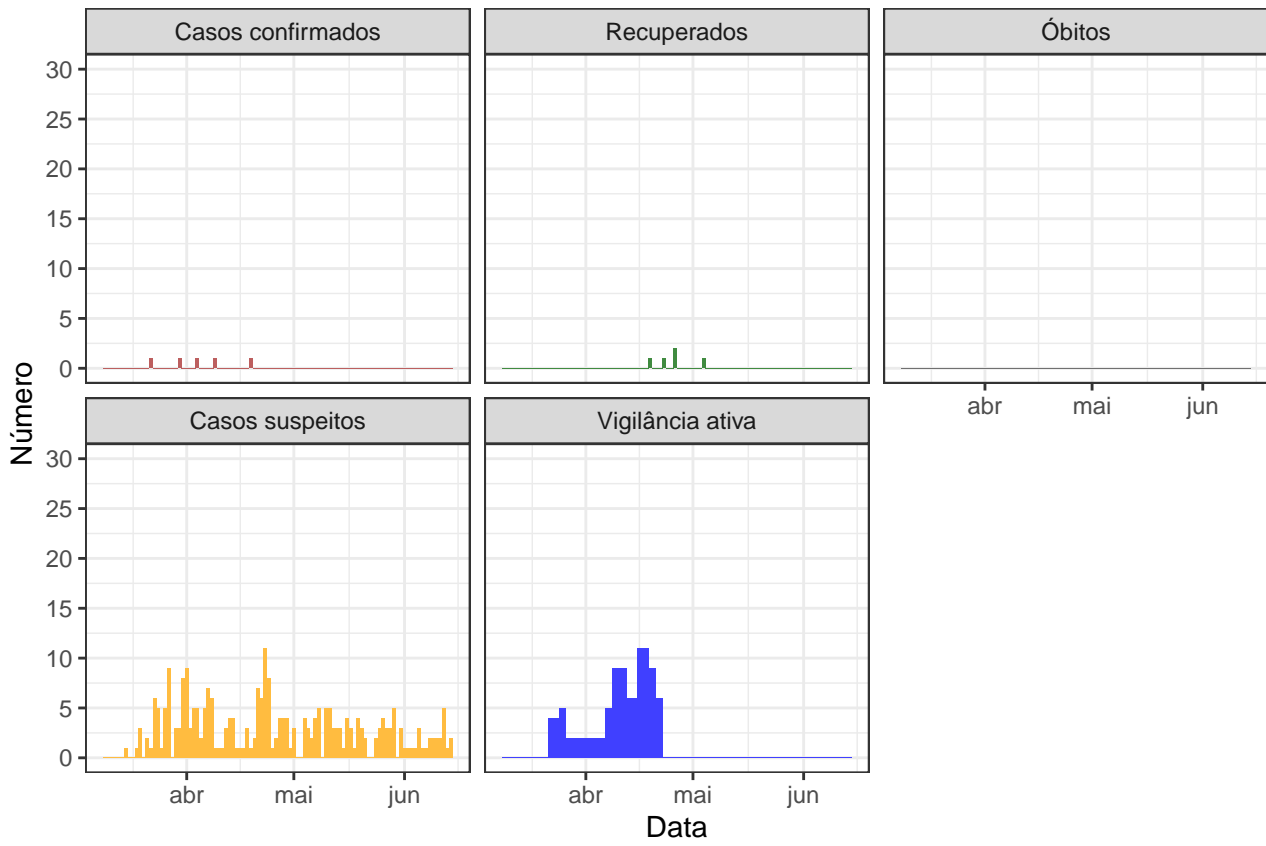 Casos confirmados
Recuperados
Óbitos
30
25
20
15
10
5
0
abr mai jun
Casos suspeitos
Vigilância ativa
30
25
20
15
10
5
0
abr mai jun
abr mai jun
Número
Data